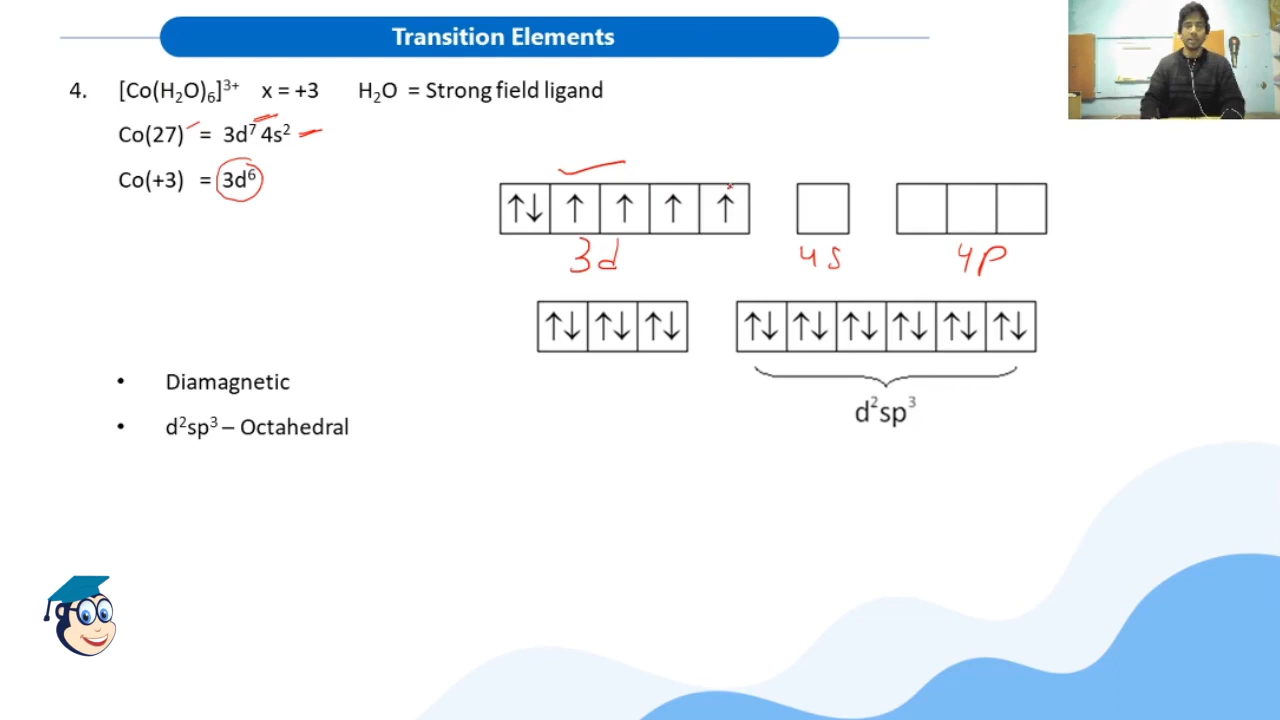 Transition Elements
4. [Co(H₂O)₆]³⁺ x = +3 H₂O = Strong field ligand
Co(27) = 3d⁷ 4s²
Co(+3) = 3d⁶
↑↓ ↑ ↑ ↑ ↑
3d 4s 4p
↑↓ ↑↓ ↑↓ ↑↓ ↑↓ ↑↓ ↑↓ ↑↓ ↑↓
• Diamagnetic
d²sp³
• d²sp³ – Octahedral